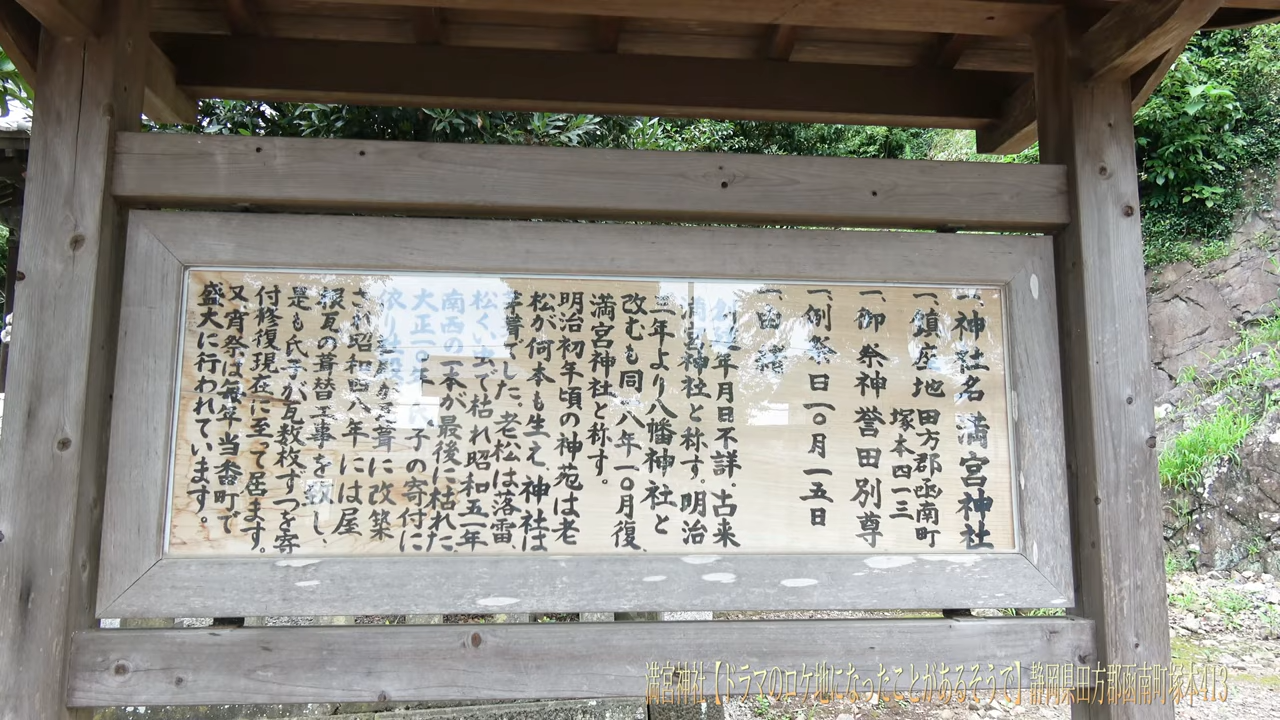 一、神社名 満宮神社
一、鎮座地 田方郡函南町
塚本四一三
一、御祭神 誉田別尊
一、例祭日 一〇月一五日
一、由緒
創建年月日不詳。古来
満宮神社と称す。明治
三年より八幡神社と
改むも同一八年一〇月復、
満宮神社と称す。
明治初年頃の神苑は老
松が何本も生え、神社は
葺でした。老松は落雷、
松くい虫で枯れ昭和五一年
南西の一本が最後に枯れた。
大正一〇年 氏子の寄付に
依り 葺に改築
され昭和四八年には屋
根瓦の葺替工事を致し、
是も氏子が瓦数枚ずつを寄
付修復現在に至って居ます。
又宵祭は毎年当番町で
盛大に行われています。
満宮神社【ドラマのロケ地になったことがあるそうで】静岡県田方郡函南町塚本413